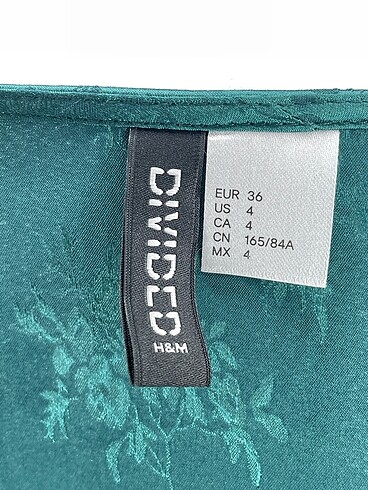 DIVIDED
H&M
EUR 36
US 4
CA 4
CN 165/84A
MX 4